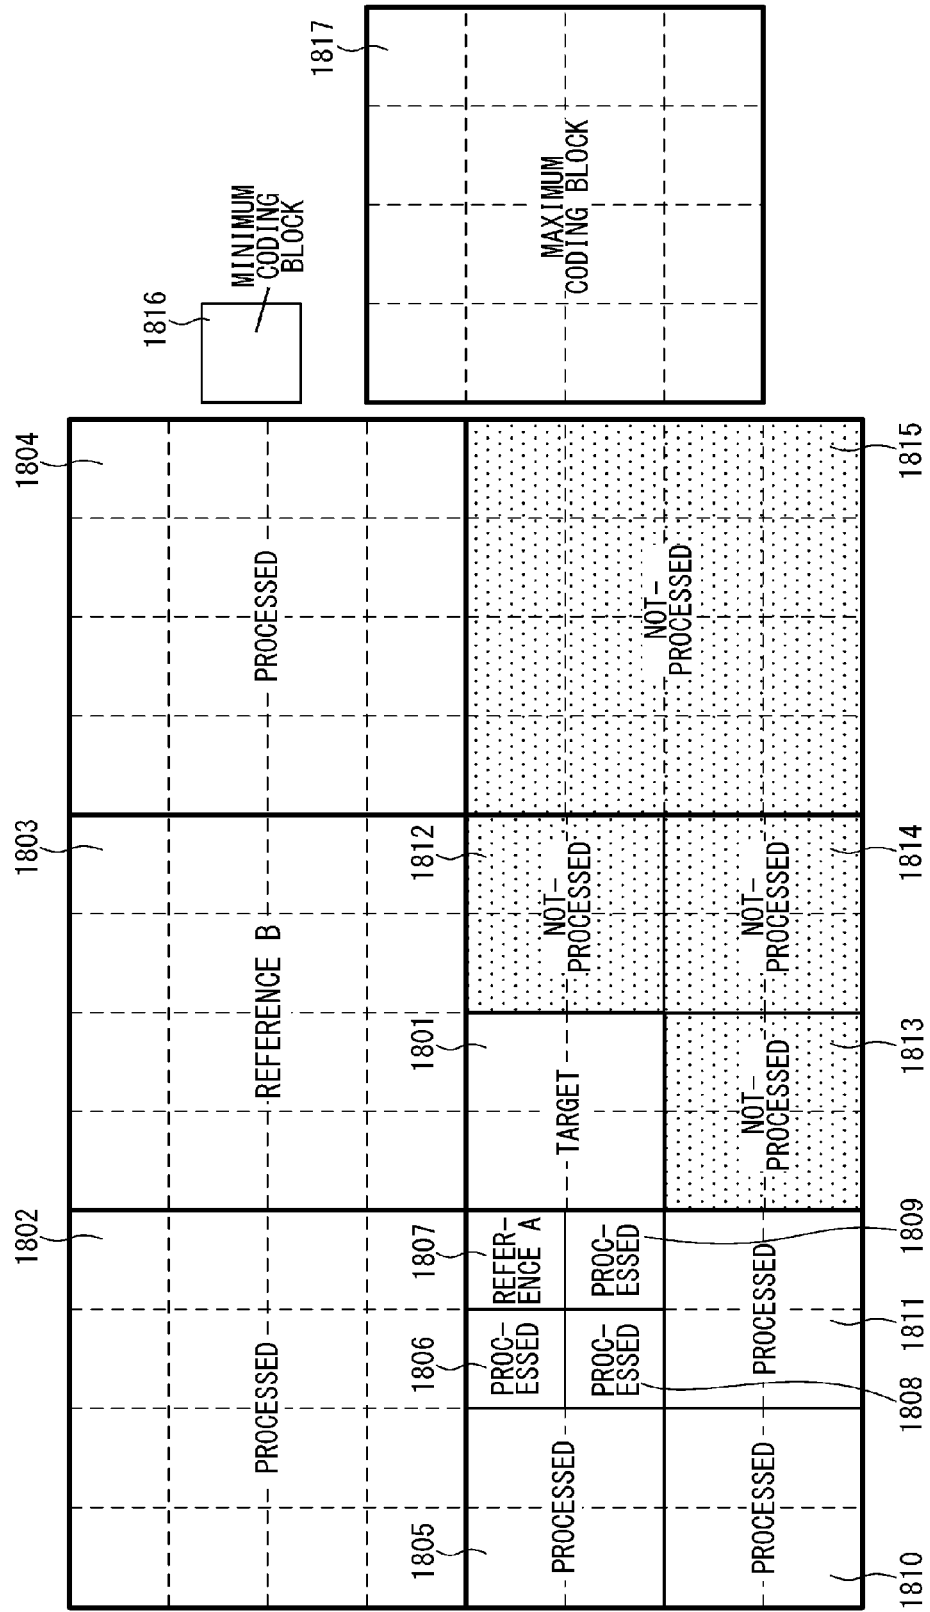 1802
1803
1804
1816
MINIMUM
CODING
BLOCK
1817
PROCESSED
REFERENCE B
PROCESSED
1805
1806
1807
1801
1812
PROCESSED
PROC-
ESSED
REFER-
ENCE A
PROC-
ESSED
PROC-
ESSED
TARGET
NOT-
PROCESSED
NOT-
PROCESSED
MAXIMUM
CODING BLOCK
PROCESSED
PROCESSED
NOT-
PROCESSED
NOT-
PROCESSED
1810
1808
1811
1809
1813
1814
1815